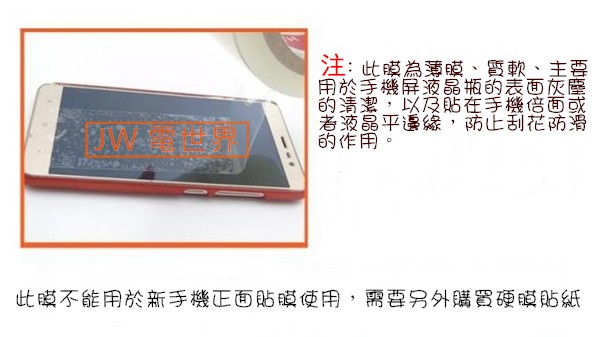 注: 此膜為薄膜、質軟、主要
用於手機屏液晶瓶的表面灰塵
的清潔，以及貼在手機倍面或
者液晶平邊緣，防止刮花防滑
的作用。
JW 電世界
此膜不能用於新手機正面貼膜使用，需要另外購買硬膜貼紙